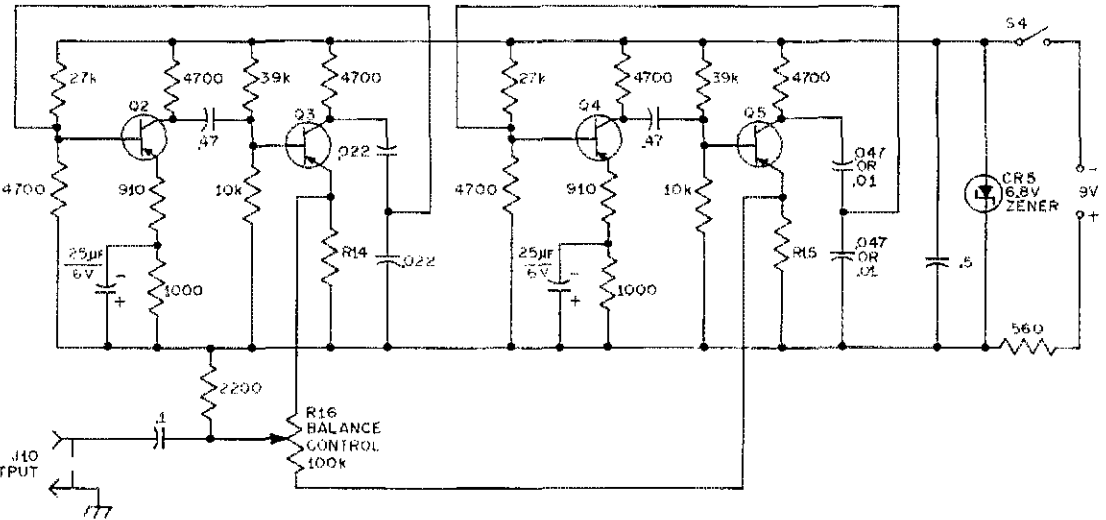 S4
27k
4700
39k
4700
27k
4700
39k
4700
Q2
Q3
Q4
Q5
.47
.022
.47
.047
OR
.01
4700
910
10k
4700
910
10k
CR5
6.8V
ZENER
-
9V
+
25µF
6V
-
+
1000
R14
.022
25µF
6V
-
+
1000
R15
.047
OR
.01
.5
560
2200
.1
R16
BALANCE
CONTROL
100k
J10
TPUT